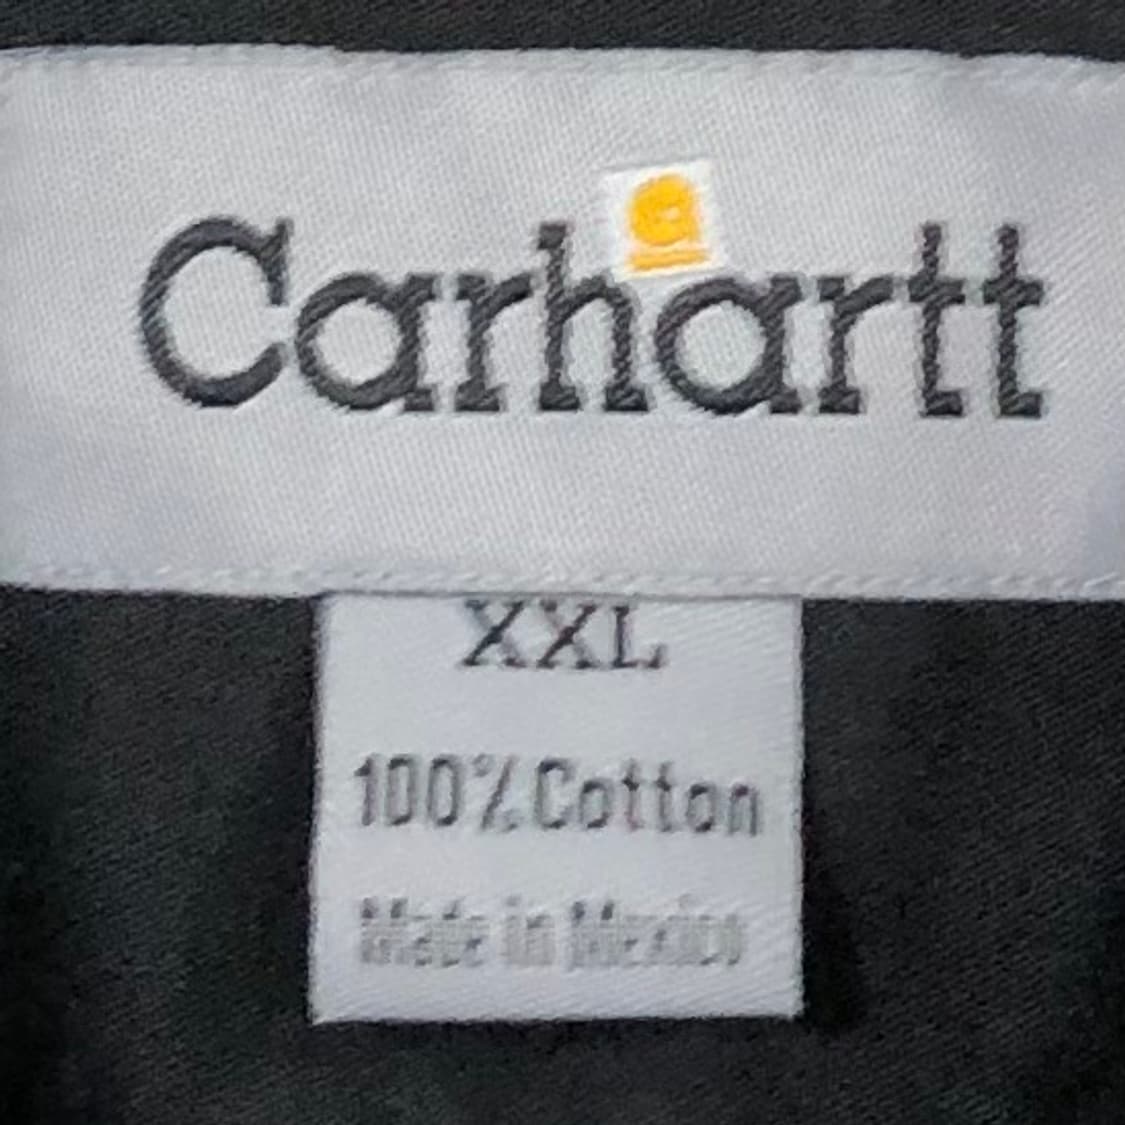 Carhartt
XXL
100% Cotton
Made in Mexico